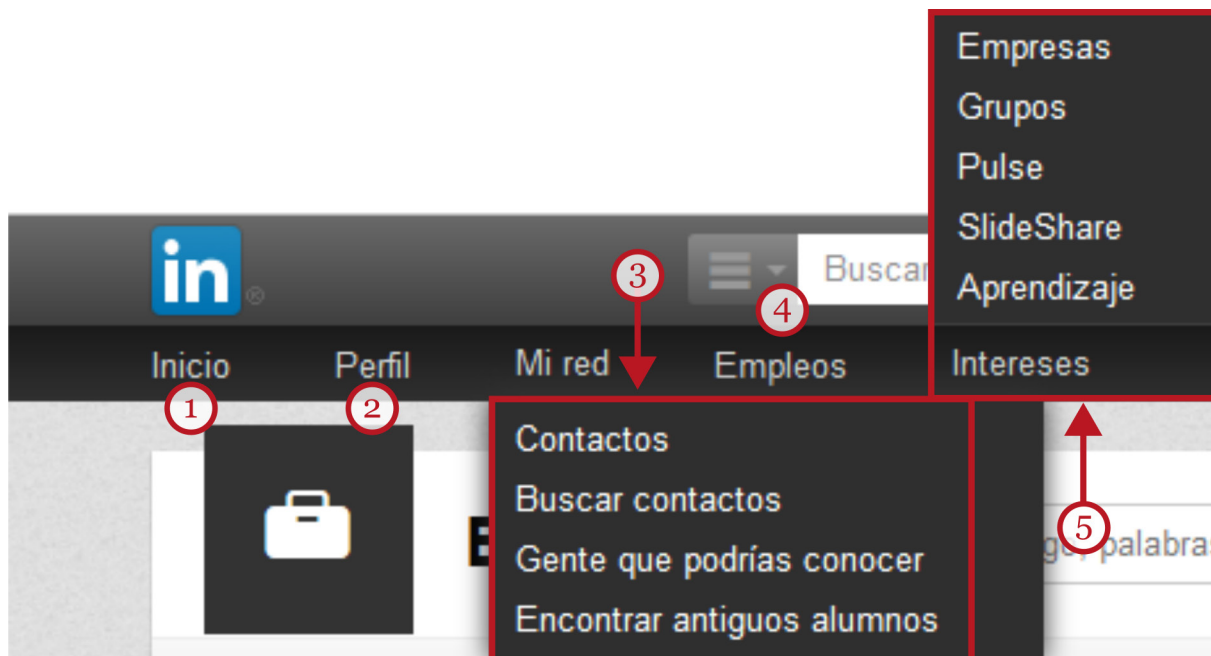 Empresas
Grupos
Pulse
SlideShare
Aprendizaje
in ®
3
Buscar
4
Inicio Perfil Mi red Empleos Intereses
1 2
Contactos
Buscar contactos
Gente que podrías conocer
Encontrar antiguos alumnos
5